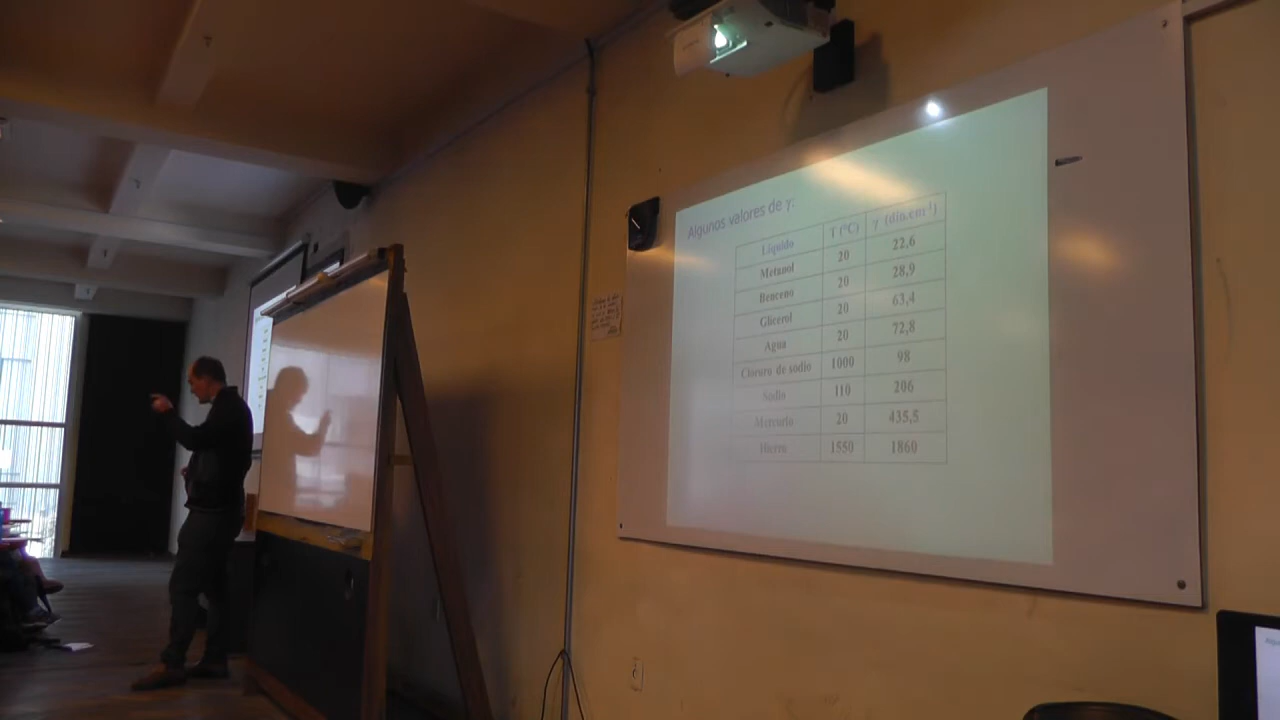 Algunos valores de γ:
Líquido T (°C) γ (din.cm⁻¹)
Metanol 20 22,6
Benceno 20 28,9
Glicerol 20 63,4
Agua 20 72,8
Cloruro de sodio 1000 98
Sodio 110 206
Mercurio 20 435,5
Hierro 1550 1860